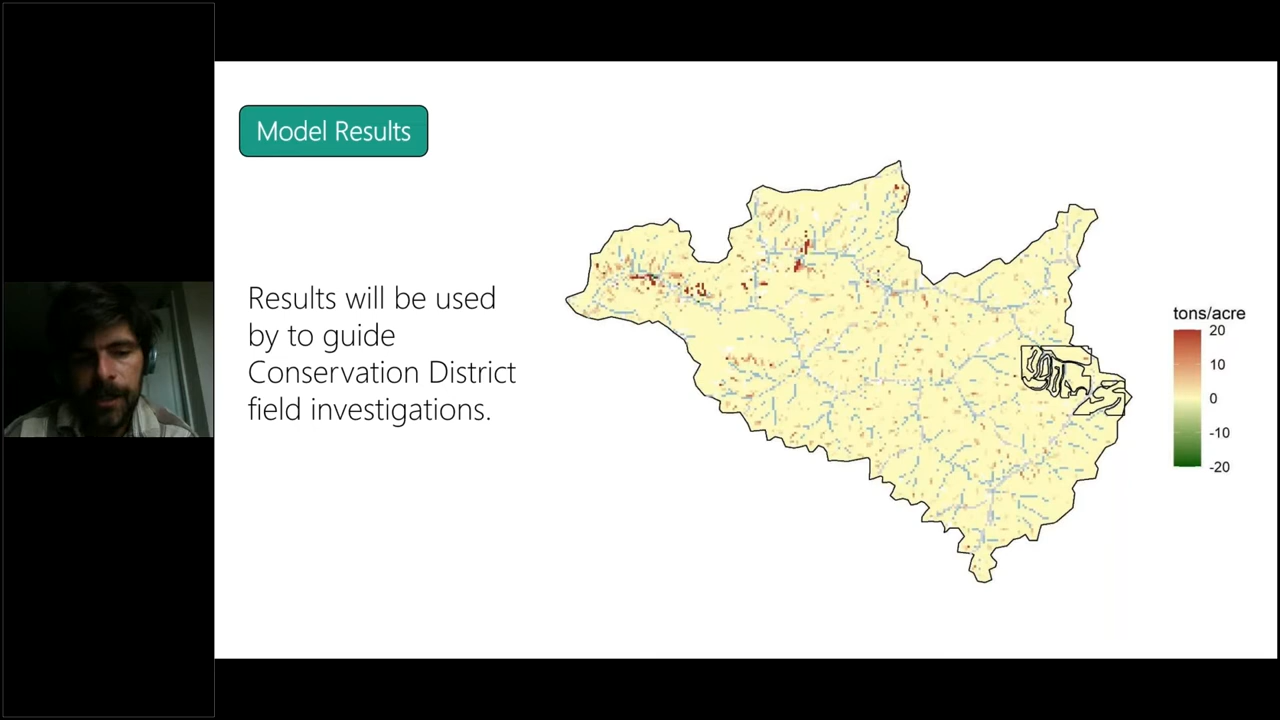 Model Results
Results will be used
by to guide
Conservation District
field investigations.
tons/acre
20
10
0
-10
-20